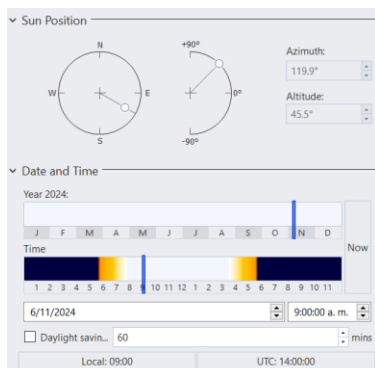 Sun Position
N
W
E
S
+90°
0°
-90°
Azimuth:
119.9°
Altitude:
45.5°
Date and Time
Year 2024:
J F M A M J J A S O N D
Time
1 2 3 4 5 6 7 8 9 10 11 12 1 2 3 4 5 6 7 8 9 10 11
Now
6/11/2024
9:00:00 a. m.
Daylight savin... 60 mins
Local: 09:00
UTC: 14:00:00